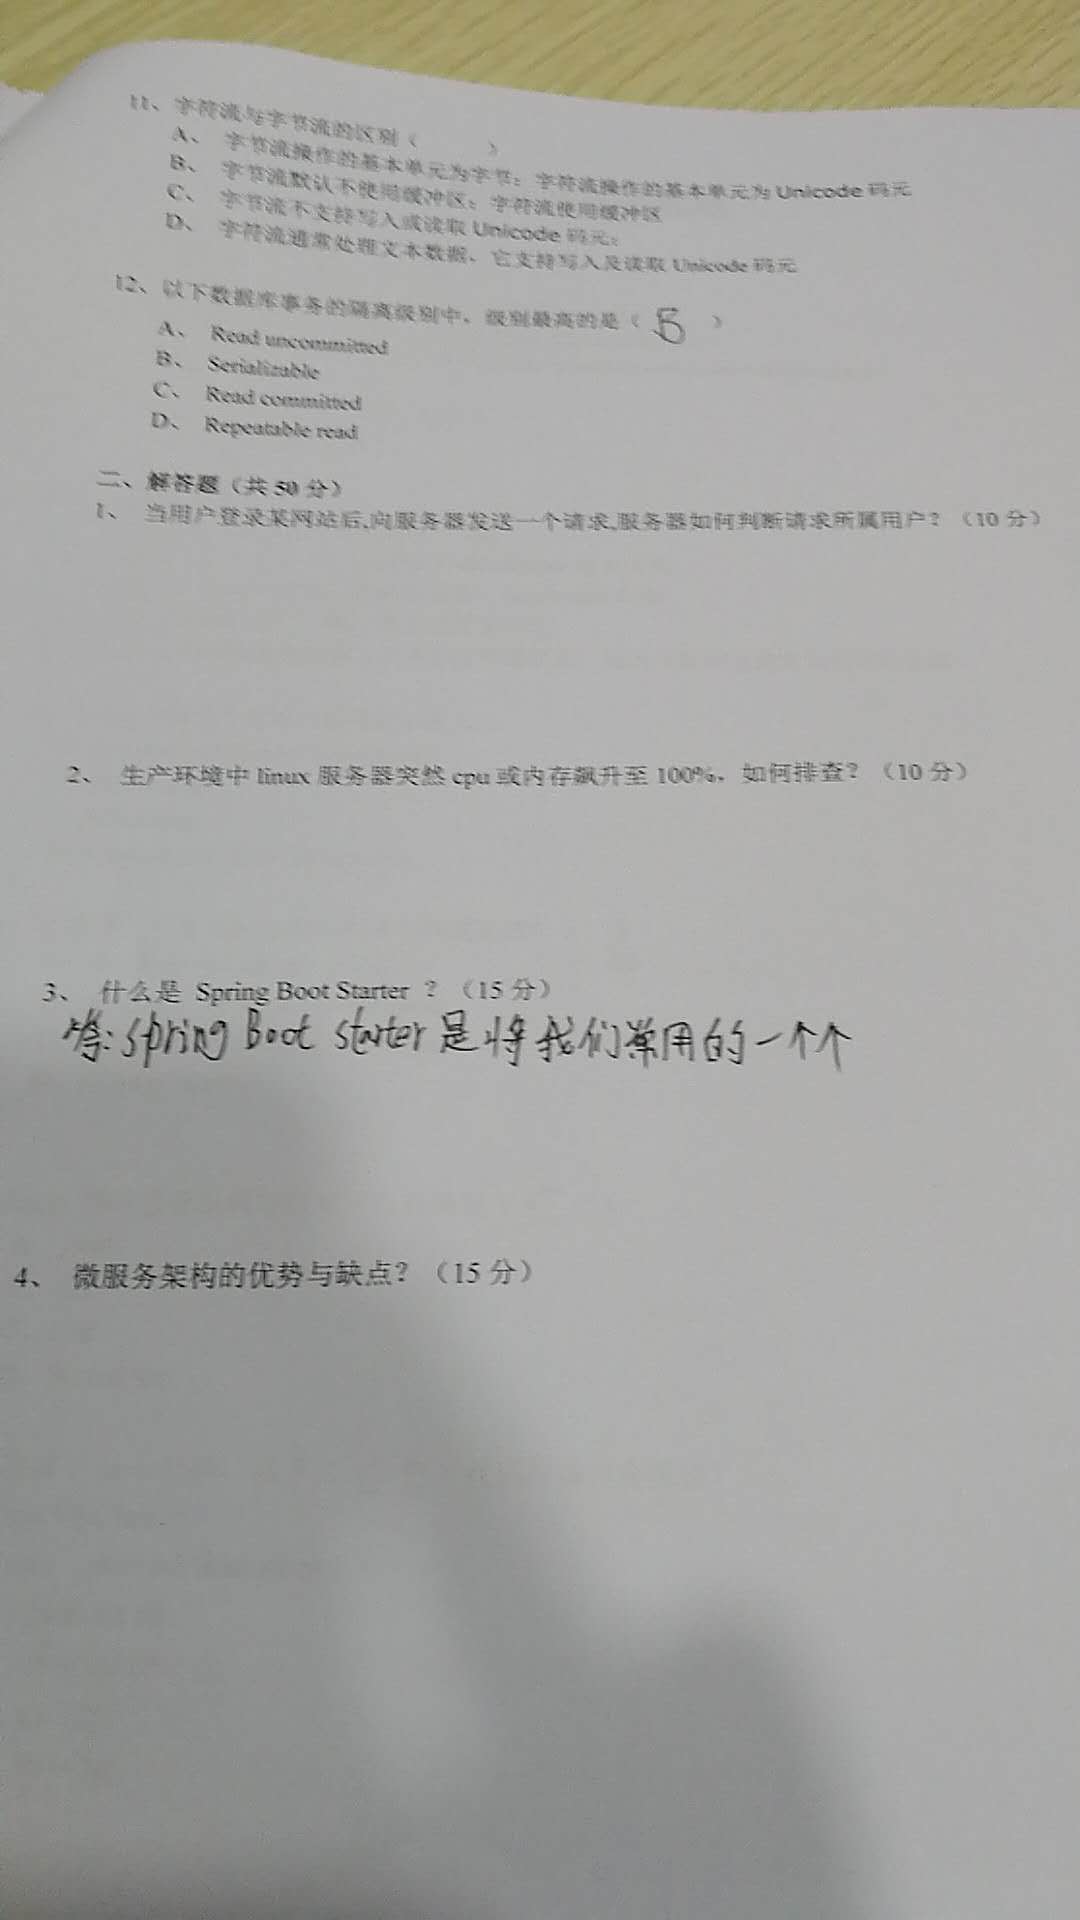 11、字符流与字节流的区别（ ）
A、 字节流操作的基本单元为字节；字符流操作的基本单元为 Unicode 码元
B、 字节流默认不使用缓冲区；字符流使用缓冲区
C、 字节流不支持写入或读取 Unicode 码元；
D、 字符流通常处理文本数据，它支持写入及读取 Unicode 码元
12、以下数据库事务的隔离级别中，级别最高的是（ B ）
A、 Read uncommitted
B、 Serializable
C、 Read committed
D、 Repeatable read
二、解答题（共 50 分）
1、 当用户登录某网站后,向服务器发送一个请求,服务器如何判断请求所属用户？（10 分）
2、 生产环境中 linux 服务器突然 cpu 或内存飙升至 100%，如何排查？（10 分）
3、 什么是 Spring Boot Starter ？（15 分）
答: spring Boot starter 是将我们常用的一个个
4、 微服务架构的优势与缺点？（15 分）